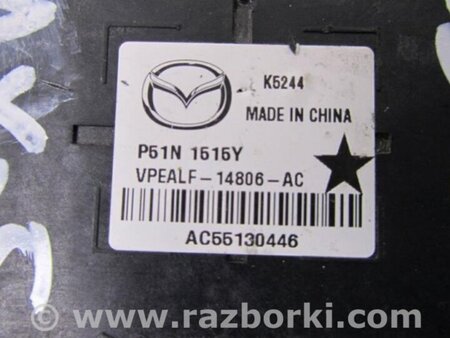 K5244
MADE IN CHINA
P51N 1515Y
VPEALF-14806-AC
AC55130446
© www.razborki.com